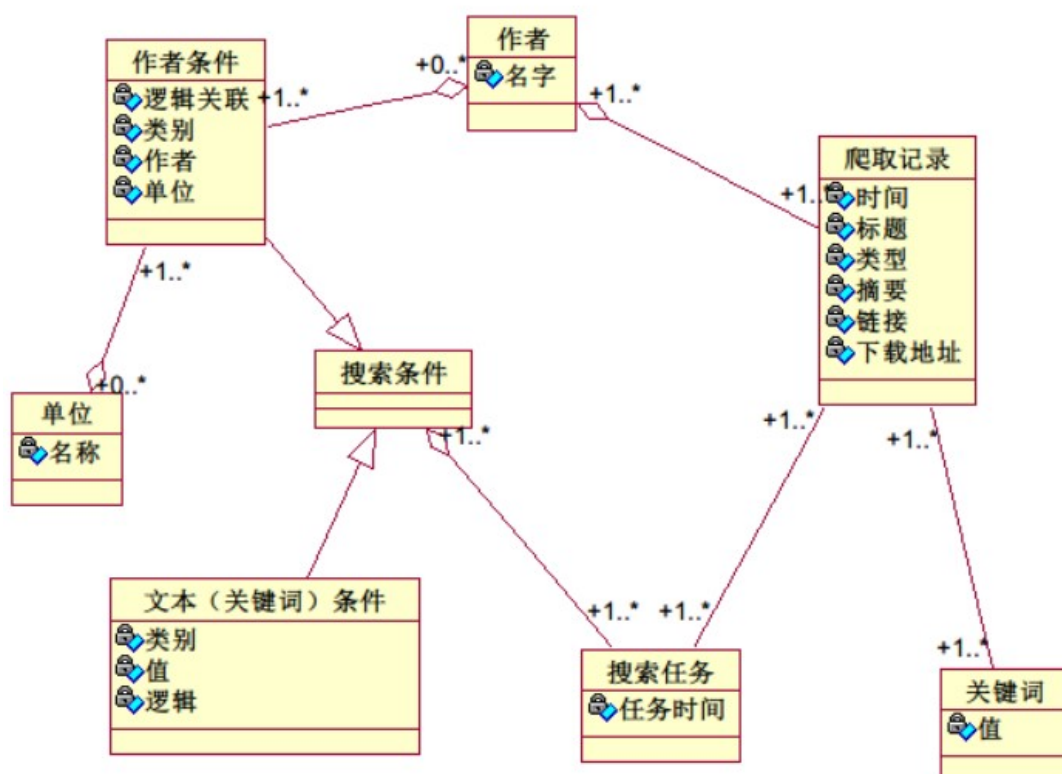 作者
名字
作者条件
逻辑关联
类别
作者
单位
+0..*
+1..*
+1..*
爬取记录
时间
标题
类型
摘要
链接
下载地址
+1..*
+1..*
+0..*
单位
名称
搜索条件
+1..*
+1..*
+1..*
文本（关键词）条件
类别
值
逻辑
+1..*
+1..*
搜索任务
任务时间
+1..*
关键词
值